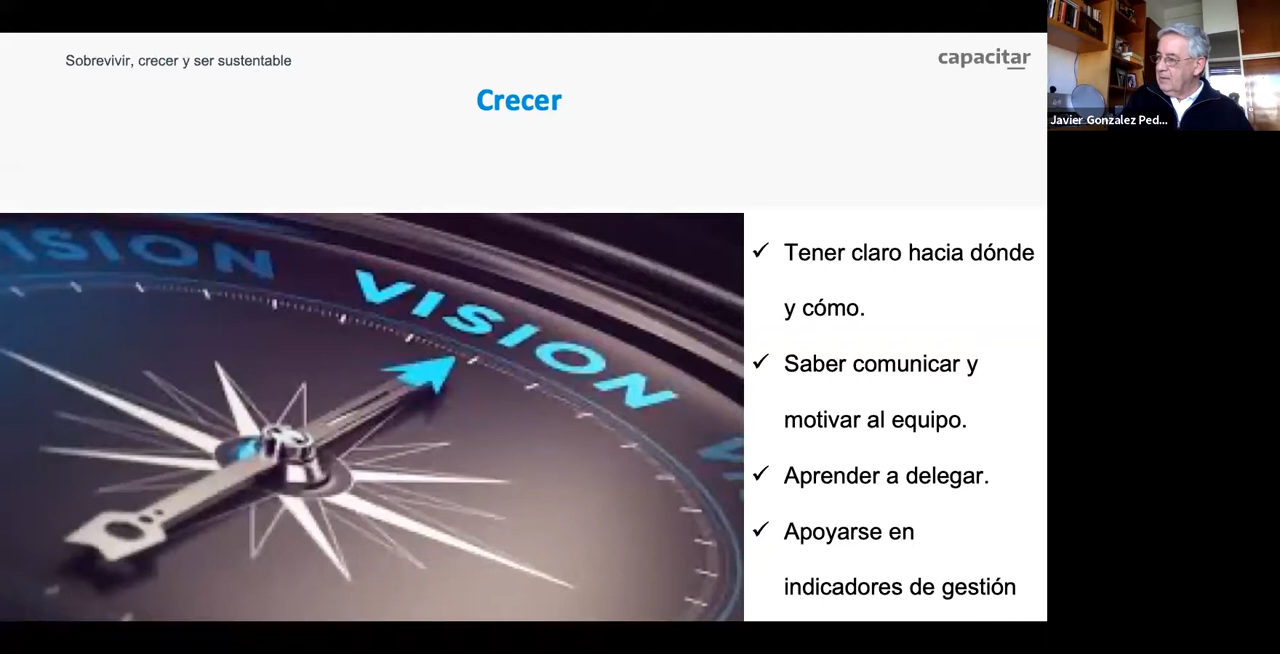 Sobrevivir, crecer y ser sustentable
capacitar
Crecer
ISION
VISION
✓ Tener claro hacia dónde
y cómo.
✓ Saber comunicar y
motivar al equipo.
✓ Aprender a delegar.
✓ Apoyarse en
indicadores de gestión
Javier Gonzalez Ped...